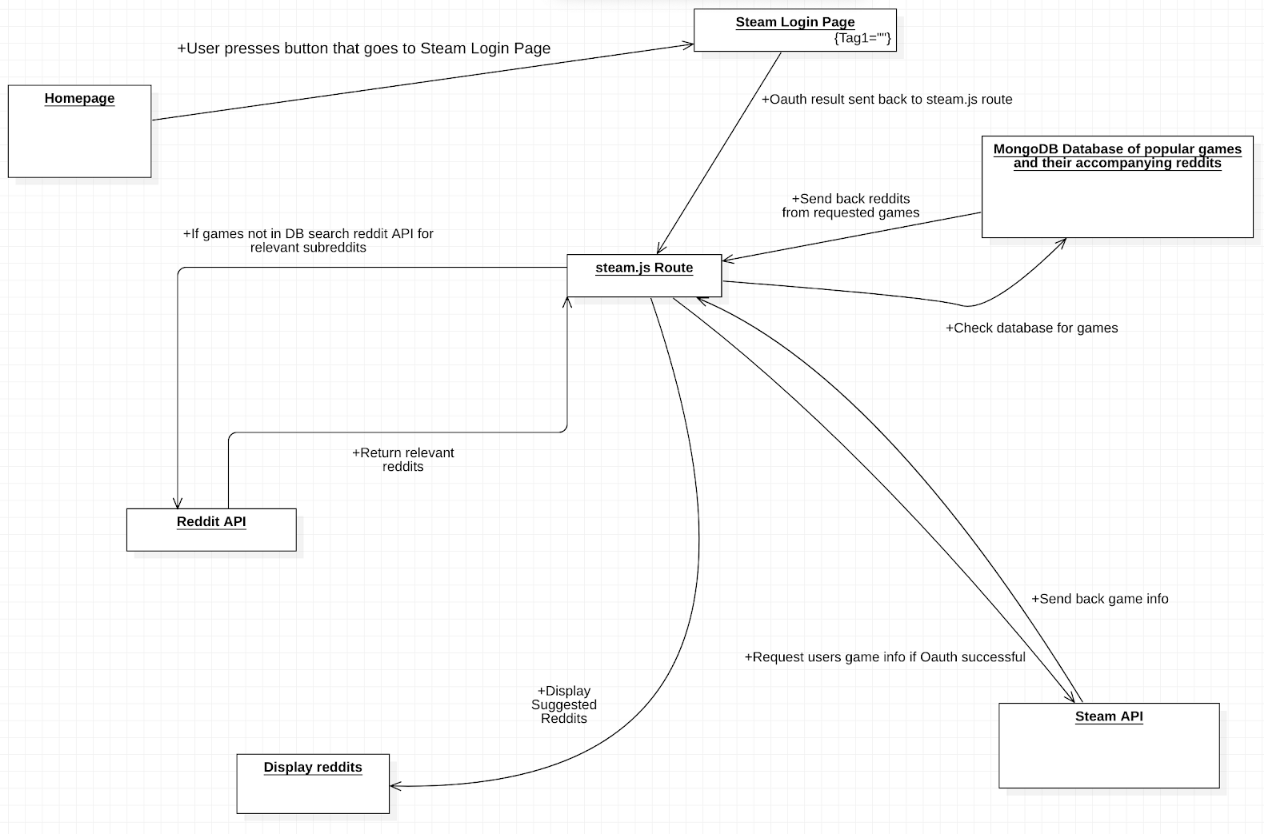 Steam Login Page
{Tag1=""}
+User presses button that goes to Steam Login Page
Homepage
+Oauth result sent back to steam.js route
MongoDB Database of popular games
and their accompanying reddits
+Send back reddits
from requested games
+If games not in DB search reddit API for
relevant subreddits
steam.js Route
+Check database for games
+Return relevant
reddits
Reddit API
+Send back game info
+Request users game info if Oauth successful
+Display
Suggested
Reddits
Steam API
Display reddits